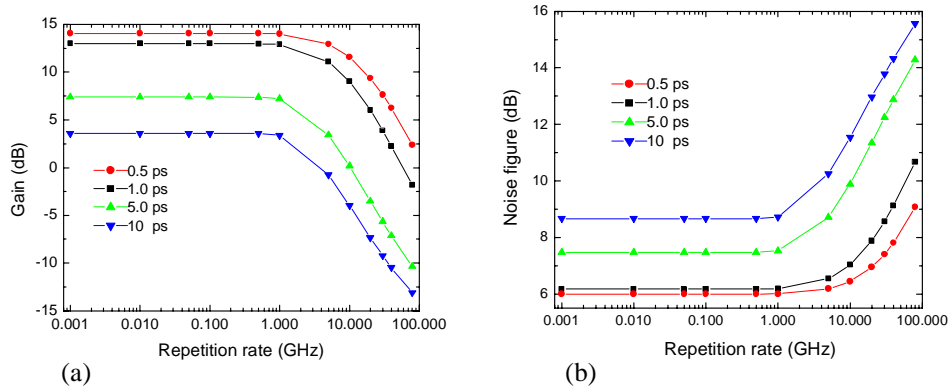 15
10
5
0
-5
-10
-15
Gain (dB)
0.5 ps
1.0 ps
5.0 ps
10 ps
0.001 0.010 0.100 1.000 10.000 100.000
Repetition rate (GHz)
(a)
16
14
12
10
8
6
Noise figure (dB)
0.5 ps
1.0 ps
5.0 ps
10 ps
0.001 0.010 0.100 1.000 10.000 100.000
Repetition rate (GHz)
(b)